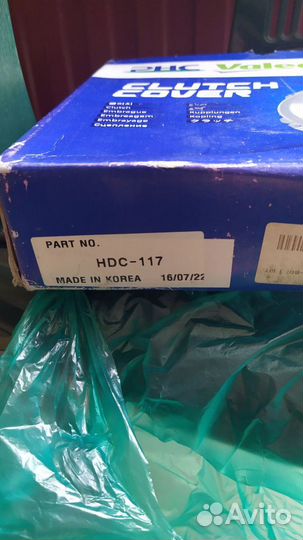 PHC Valeo
CLUTCH
COVER
Clutch
Embrague
Embreagem
Embrayage
Сцепление
Kupplungen
Kopling
PART NO.
HDC-117
MADE IN KOREA 16/07/22
Avito